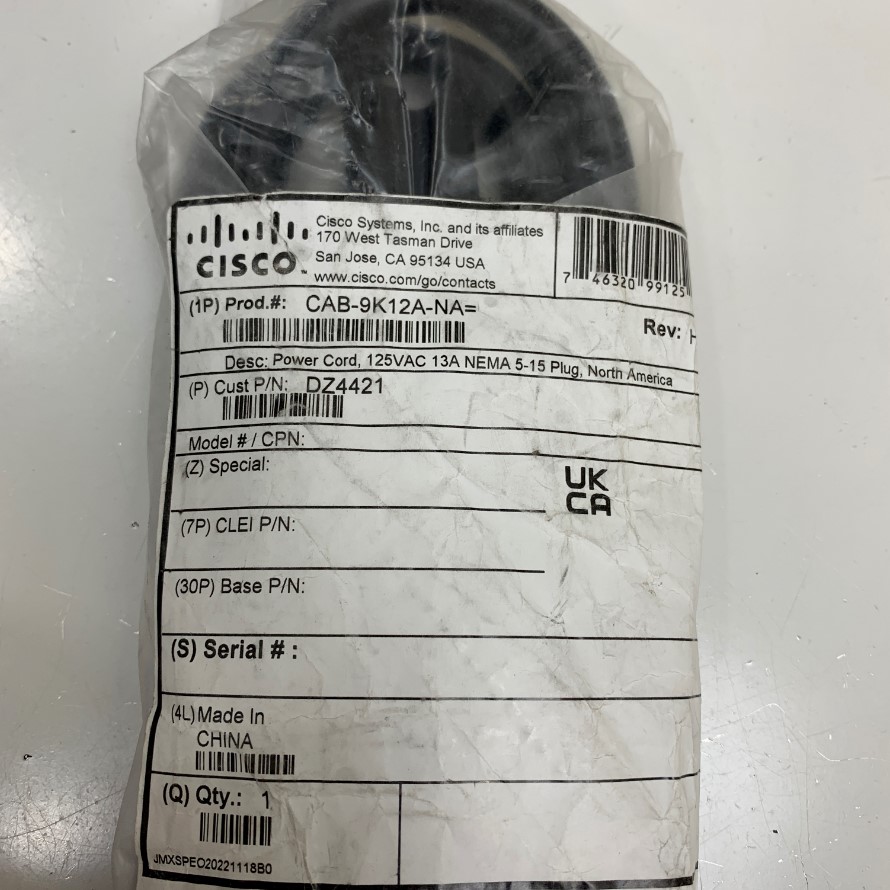 CISCO™
Cisco Systems, Inc. and its affiliates
170 West Tasman Drive
San Jose, CA 95134 USA
www.cisco.com/go/contacts
7 46320 99125
(1P) Prod.#: CAB-9K12A-NA=
Rev:
Desc: Power Cord, 125VAC 13A NEMA 5-15 Plug, North America
(P) Cust P/N: DZ4421
Model # / CPN:
(Z) Special:
UK
CA
(7P) CLEI P/N:
(30P) Base P/N:
(S) Serial # :
(4L) Made In
CHINA
(Q) Qty.: 1
JMXSPEO20221118B0